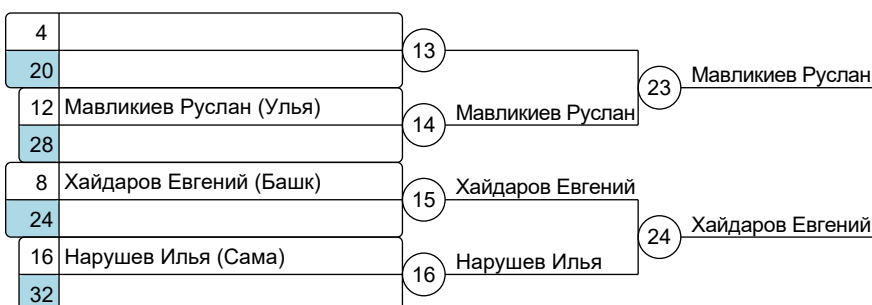 4
13
20
23 Мавликиев Руслан
12 Мавликиев Руслан (Улья)
14 Мавликиев Руслан
28
8 Хайдаров Евгений (Башк)
15 Хайдаров Евгений
24
24 Хайдаров Евгений
16 Нарушев Илья (Сама)
16 Нарушев Илья
32